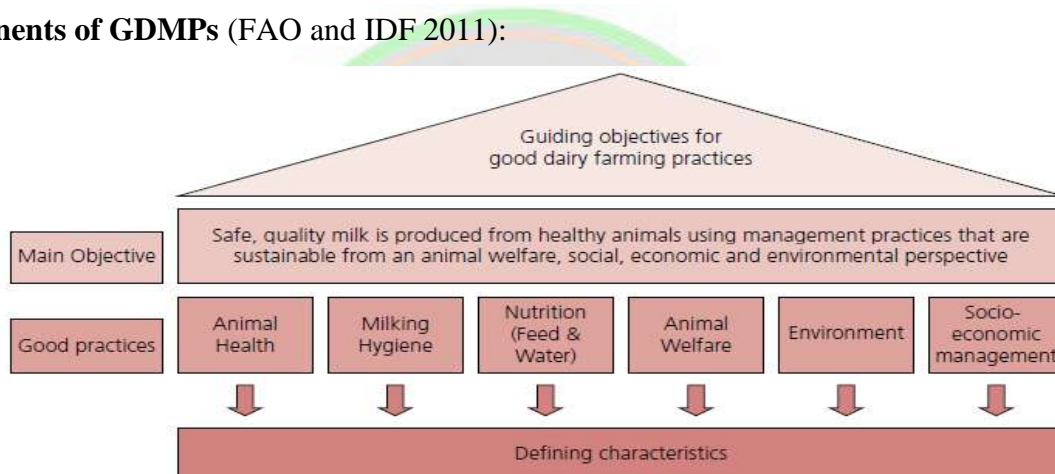 nents of GDMPs (FAO and IDF 2011):
Guiding objectives for
good dairy farming practices
Main Objective
Safe, quality milk is produced from healthy animals using management practices that are
sustainable from an animal welfare, social, economic and environmental perspective
Good practices
Animal
Health
Milking
Hygiene
Nutrition
(Feed &
Water)
Animal
Welfare
Environment
Socio-
economic
management
Defining characteristics